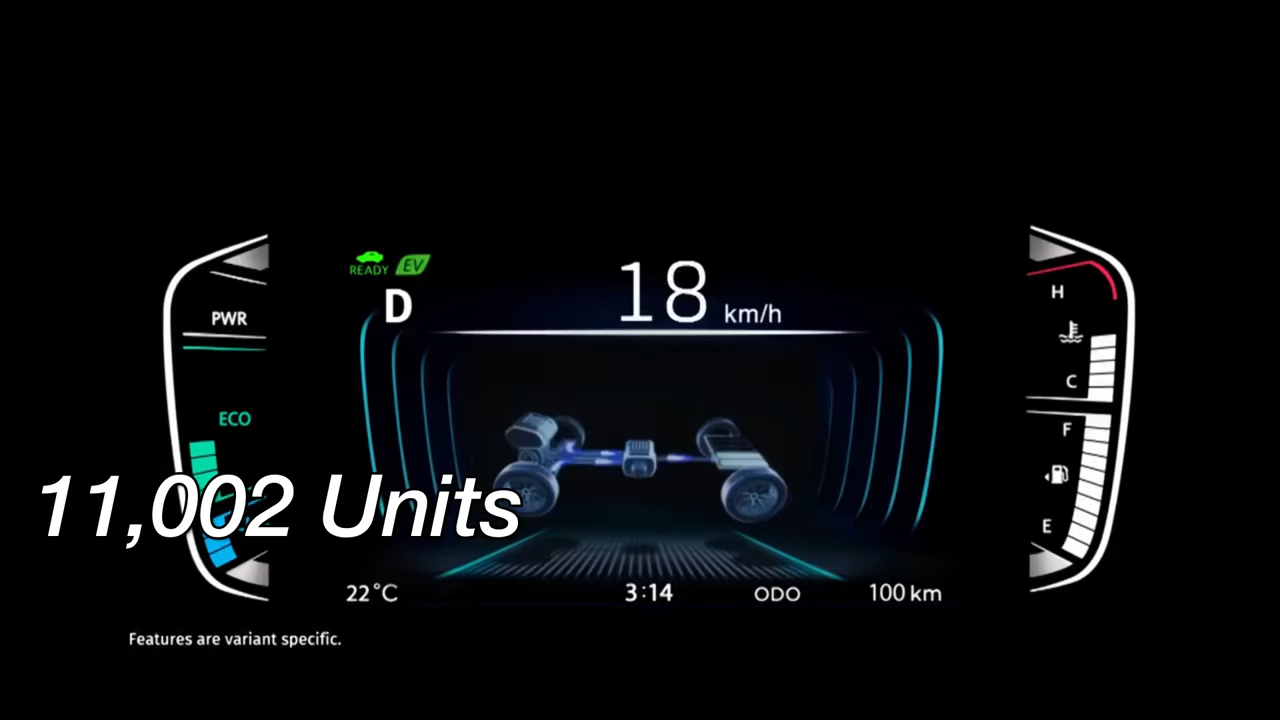 READY EV
D
18 km/h
PWR
ECO
H
C
F
E
11,002 Units
22°C
3:14
ODO
100 km
Features are variant specific.